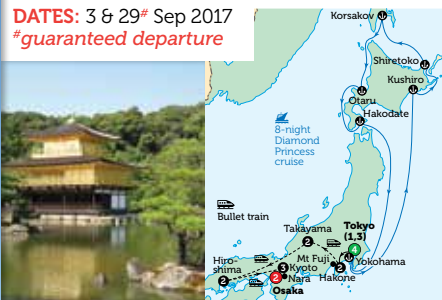 DATES: 3 & 29# Sep 2017
#guaranteed departure
Korsakov
Shiretoko
Kushiro
Otaru
Hakodate
8-night
Diamond
Princess
cruise
Bullet train
Takayama
2
Tokyo
(1,3)
4
Hiro-
shima
2
Mt Fuji
Yokohama
3 Kyoto
2
Nara
2
Hakone
Osaka